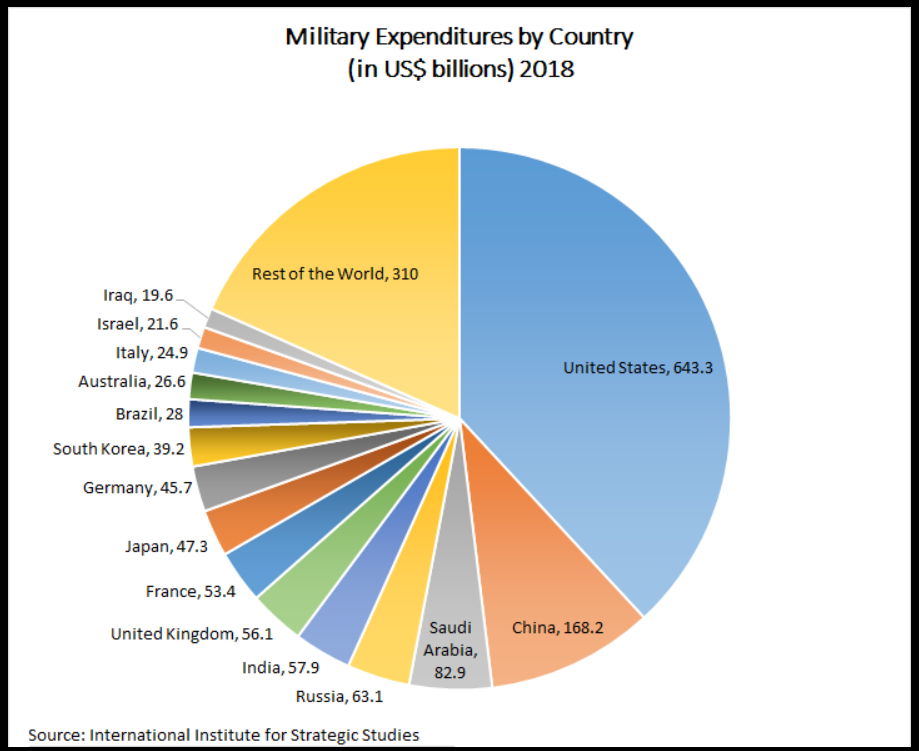 Military Expenditures by Country
(in US$ billions) 2018
Rest of the World, 310
Iraq, 19.6
Israel, 21.6
Italy, 24.9
Australia, 26.6
Brazil, 28
South Korea, 39.2
Germany, 45.7
Japan, 47.3
France, 53.4
United Kingdom, 56.1
India, 57.9
Russia, 63.1
Saudi
Arabia,
82.9
China, 168.2
United States, 643.3
Source: International Institute for Strategic Studies